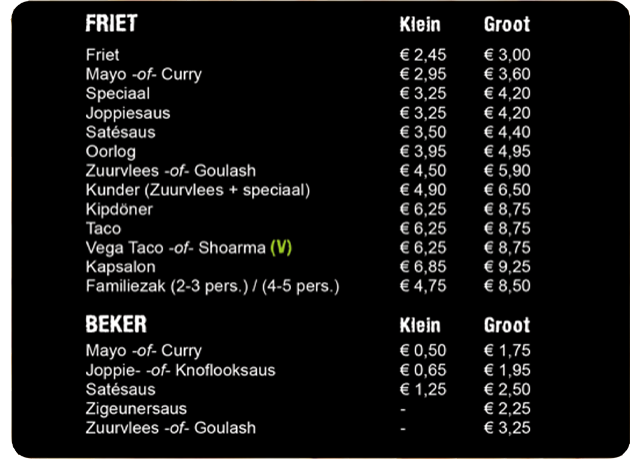 FRIET Klein Groot
Friet € 2,45 € 3,00
Mayo -of- Curry € 2,95 € 3,60
Speciaal € 3,25 € 4,20
Joppiesaus € 3,25 € 4,20
Satésaus € 3,50 € 4,40
Oorlog € 3,95 € 4,95
Zuurvlees -of- Goulash € 4,50 € 5,90
Kunder (Zuurvlees + speciaal) € 4,90 € 6,50
Kipdöner € 6,25 € 8,75
Taco € 6,25 € 8,75
Vega Taco -of- Shoarma (V) € 6,25 € 8,75
Kapsalon € 6,85 € 9,25
Familiezak (2-3 pers.) / (4-5 pers.) € 4,75 € 8,50
BEKER Klein Groot
Mayo -of- Curry € 0,50 € 1,75
Joppie- -of- Knoflooksaus € 0,65 € 1,95
Satésaus € 1,25 € 2,50
Zigeunersaus - € 2,25
Zuurvlees -of- Goulash - € 3,25